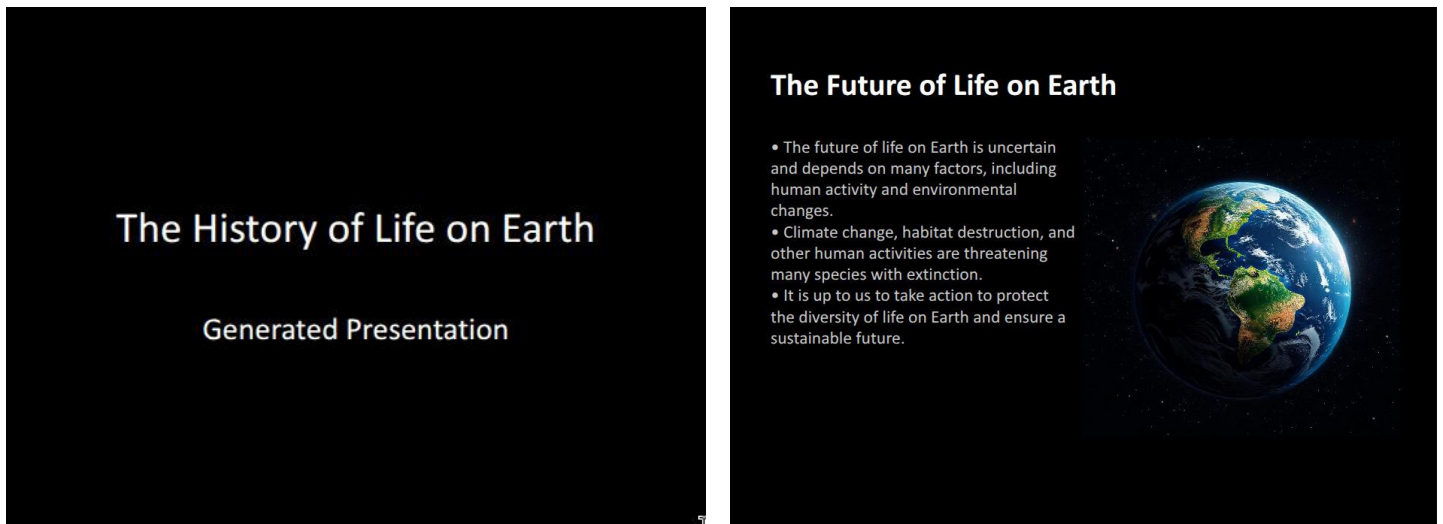 The History of Life on Earth
Generated Presentation
The Future of Life on Earth
• The future of life on Earth is uncertain
and depends on many factors, including
human activity and environmental
changes.
• Climate change, habitat destruction, and
other human activities are threatening
many species with extinction.
• It is up to us to take action to protect
the diversity of life on Earth and ensure a
sustainable future.